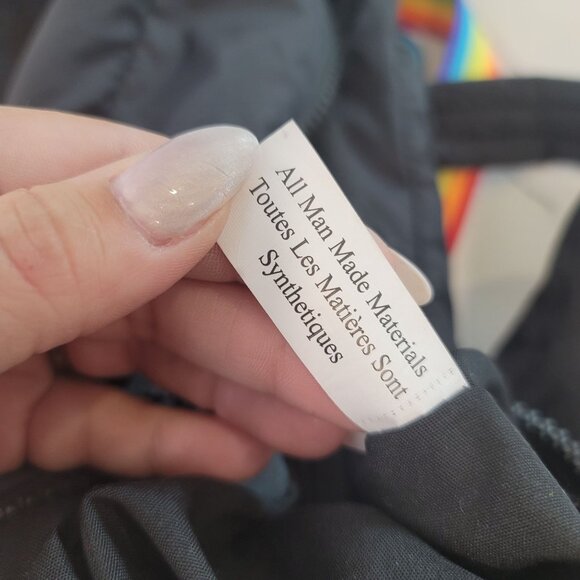 All Man Made Materials
Toutes Les Matières Sont
Synthetiques